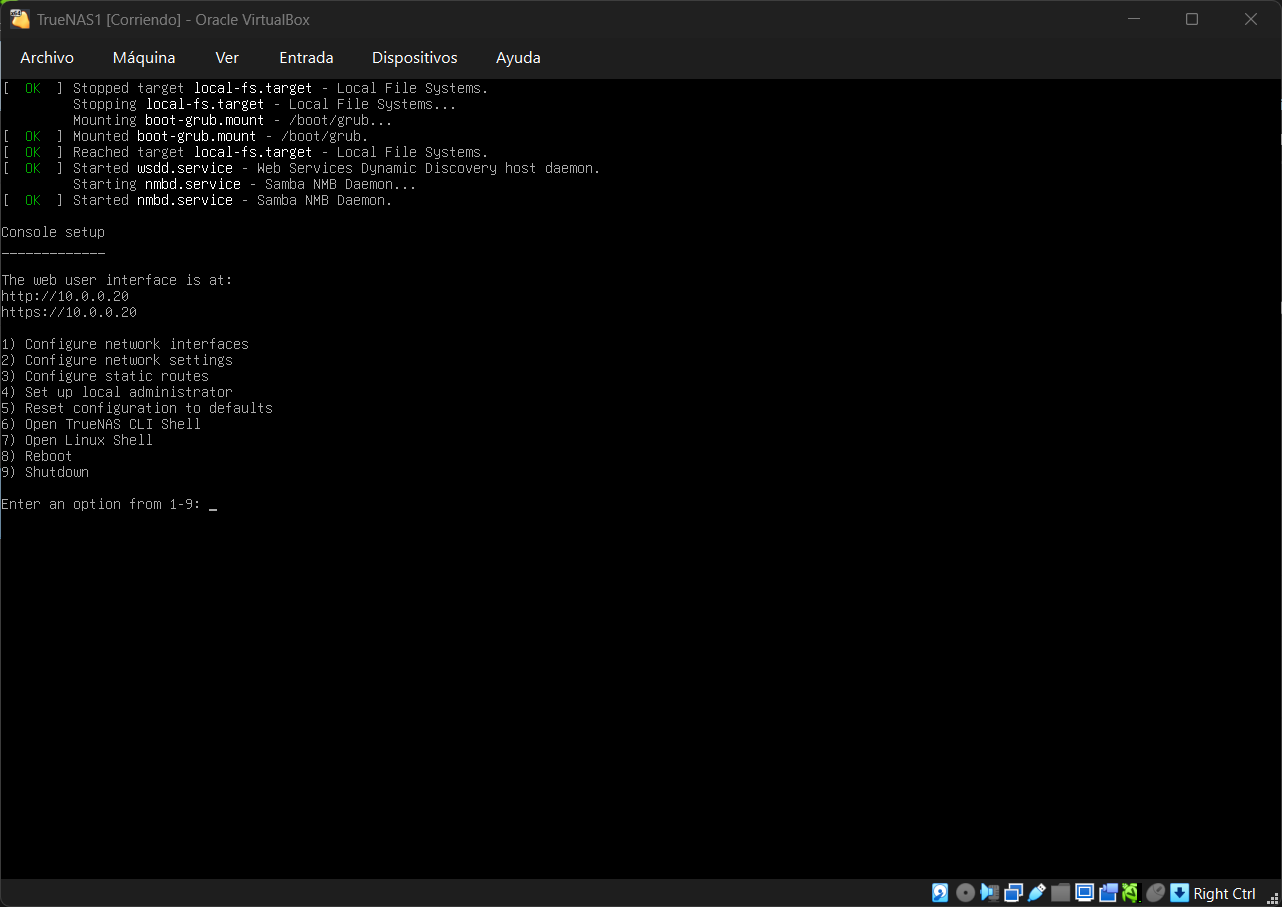 TrueNAS1 [Corriendo] - Oracle VirtualBox
Archivo Máquina Ver Entrada Dispositivos Ayuda
[  OK  ] Stopped target local-fs.target - Local File Systems.
         Stopping local-fs.target - Local File Systems...
         Mounting boot-grub.mount - /boot/grub...
[  OK  ] Mounted boot-grub.mount - /boot/grub.
[  OK  ] Reached target local-fs.target - Local File Systems.
[  OK  ] Started wsdd.service - Web Services Dynamic Discovery host daemon.
         Starting nmbd.service - Samba NMB Daemon...
[  OK  ] Started nmbd.service - Samba NMB Daemon.
Console setup
-------------
The web user interface is at:
http://10.0.0.20
https://10.0.0.20
1) Configure network interfaces
2) Configure network settings
3) Configure static routes
4) Set up local administrator
5) Reset configuration to defaults
6) Open TrueNAS CLI Shell
7) Open Linux Shell
8) Reboot
9) Shutdown
Enter an option from 1-9: _
Right Ctrl